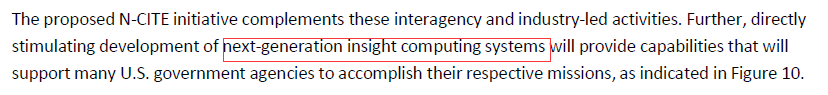 The proposed N-CITE initiative complements these interagency and industry-led activities. Further, directly
stimulating development of next-generation insight computing systems will provide capabilities that will
support many U.S. government agencies to accomplish their respective missions, as indicated in Figure 10.